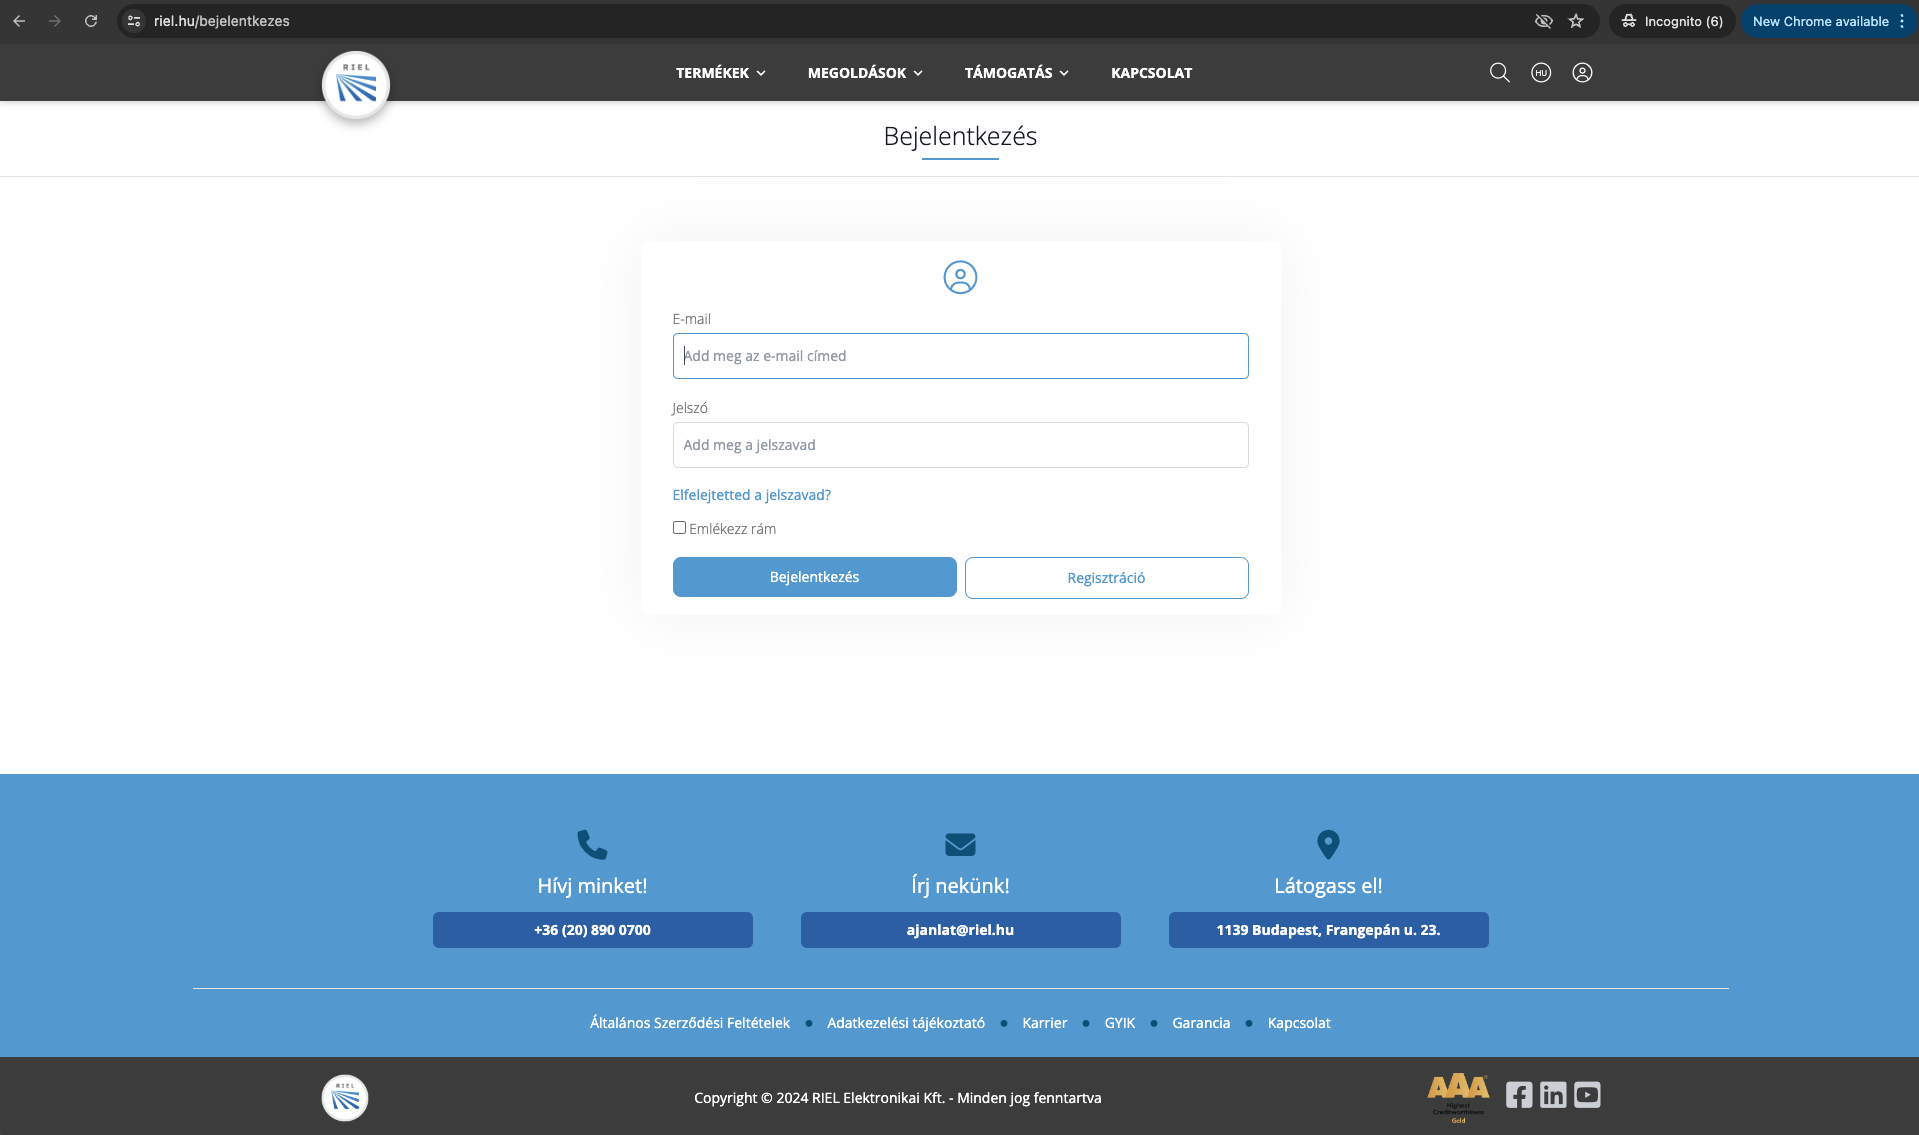 riel.hu/bejelentkezes
Incognito (6)
New Chrome available
RIEL
TERMÉKEK
MEGOLDÁSOK
TÁMOGATÁS
KAPCSOLAT
HU
Bejelentkezés
E-mail
Add meg az e-mail címed
Jelszó
Add meg a jelszavad
Elfelejtetted a jelszavad?
Emlékezz rám
Bejelentkezés
Regisztráció
Hívj minket!
Írj nekünk!
Látogass el!
+36 (20) 890 0700
ajanlat@riel.hu
1139 Budapest, Frangepán u. 23.
Általános Szerződési Feltételek
Adatkezelési tájékoztató
Karrier
GYIK
Garancia
Kapcsolat
RIEL
Copyright © 2024 RIEL Elektronikai Kft. - Minden jog fenntartva
AAA
Highest
Creditworthiness
Gold